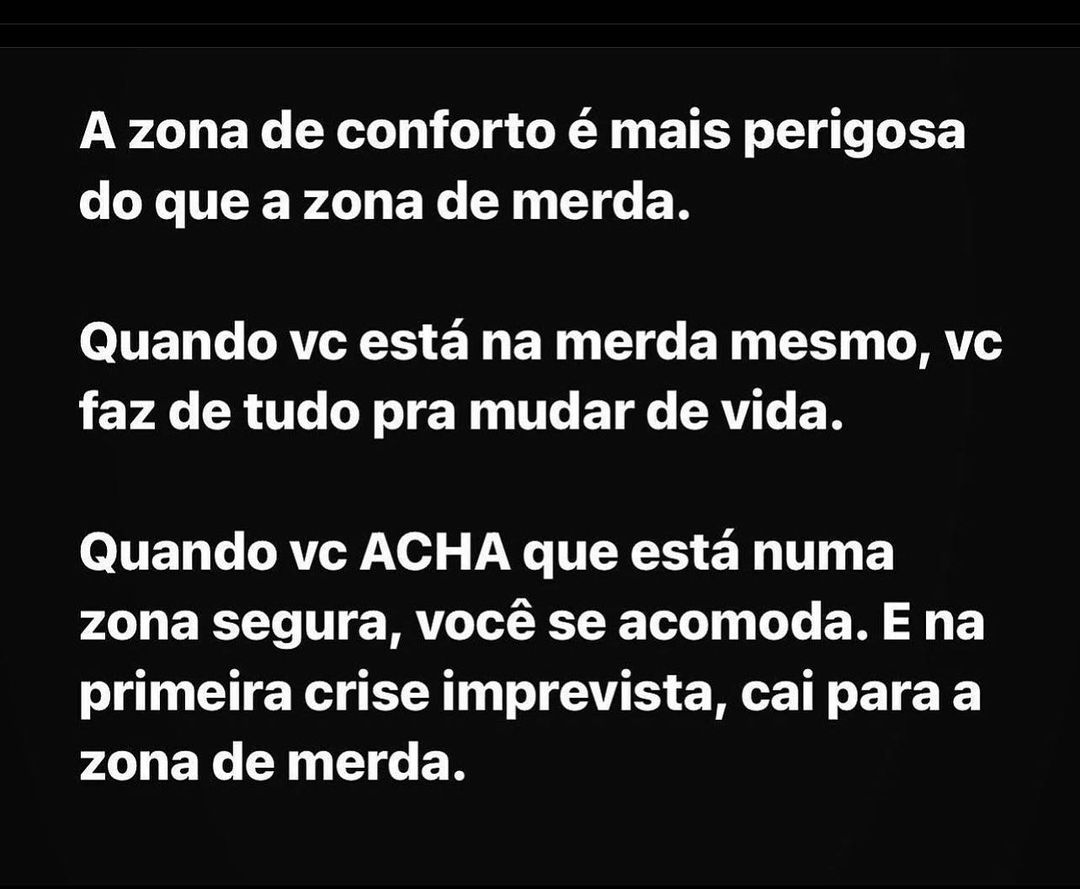 A zona de conforto é mais perigosa
do que a zona de merda.
Quando vc está na merda mesmo, vc
faz de tudo pra mudar de vida.
Quando vc ACHA que está numa
zona segura, você se acomoda. E na
primeira crise imprevista, cai para a
zona de merda.